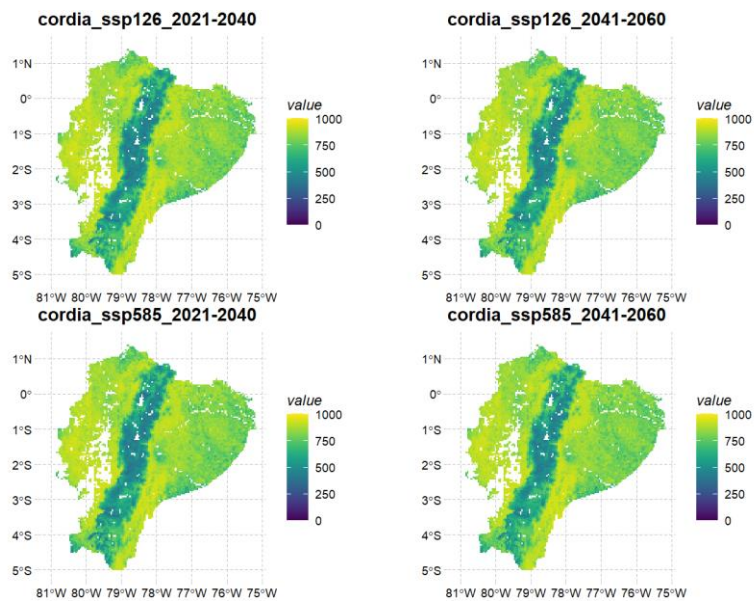 cordia_ssp126_2021-2040
1°N
0°
1°S
2°S
3°S
4°S
5°S
81°W 80°W 79°W 78°W 77°W 76°W 75°W
value
1000
750
500
250
0
cordia_ssp126_2041-2060
1°N
0°
1°S
2°S
3°S
4°S
5°S
81°W 80°W 79°W 78°W 77°W 76°W 75°W
value
1000
750
500
250
0
cordia_ssp585_2021-2040
1°N
0°
1°S
2°S
3°S
4°S
5°S
81°W 80°W 79°W 78°W 77°W 76°W 75°W
value
1000
750
500
250
0
cordia_ssp585_2041-2060
1°N
0°
1°S
2°S
3°S
4°S
5°S
81°W 80°W 79°W 78°W 77°W 76°W 75°W
value
1000
750
500
250
0